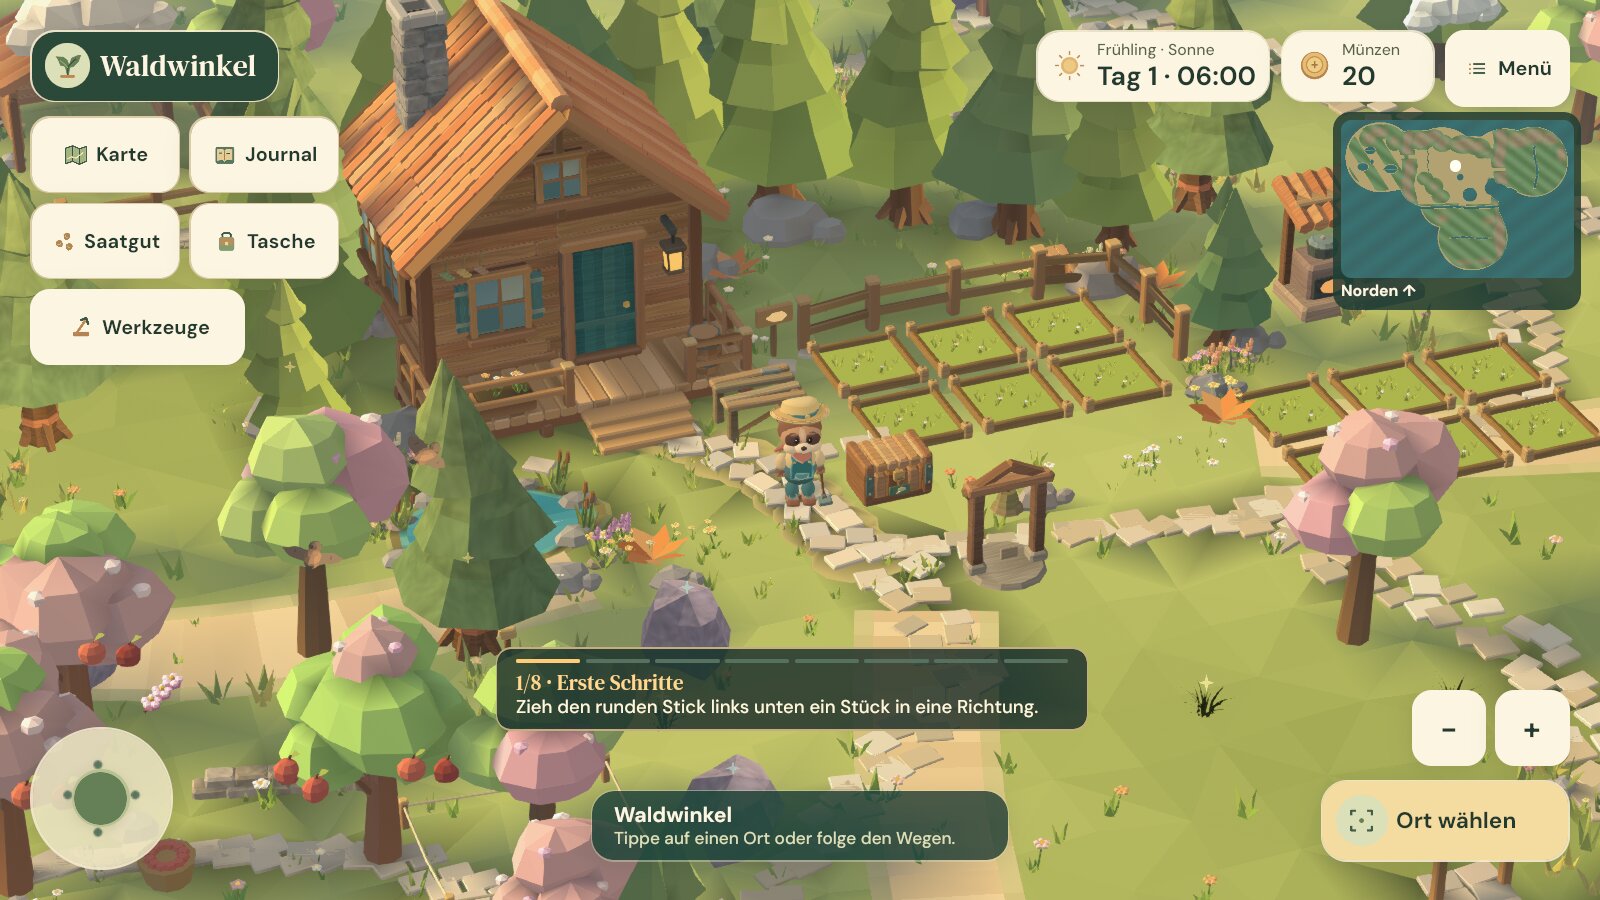 Waldwinkel
Frühling · Sonne
Tag 1 · 06:00
Münzen
20
Menü
Karte
Journal
Saatgut
Tasche
Werkzeuge
Norden ↑
1/8 · Erste Schritte
Zieh den runden Stick links unten ein Stück in eine Richtung.
Waldwinkel
Tippe auf einen Ort oder folge den Wegen.
−
+
Ort wählen